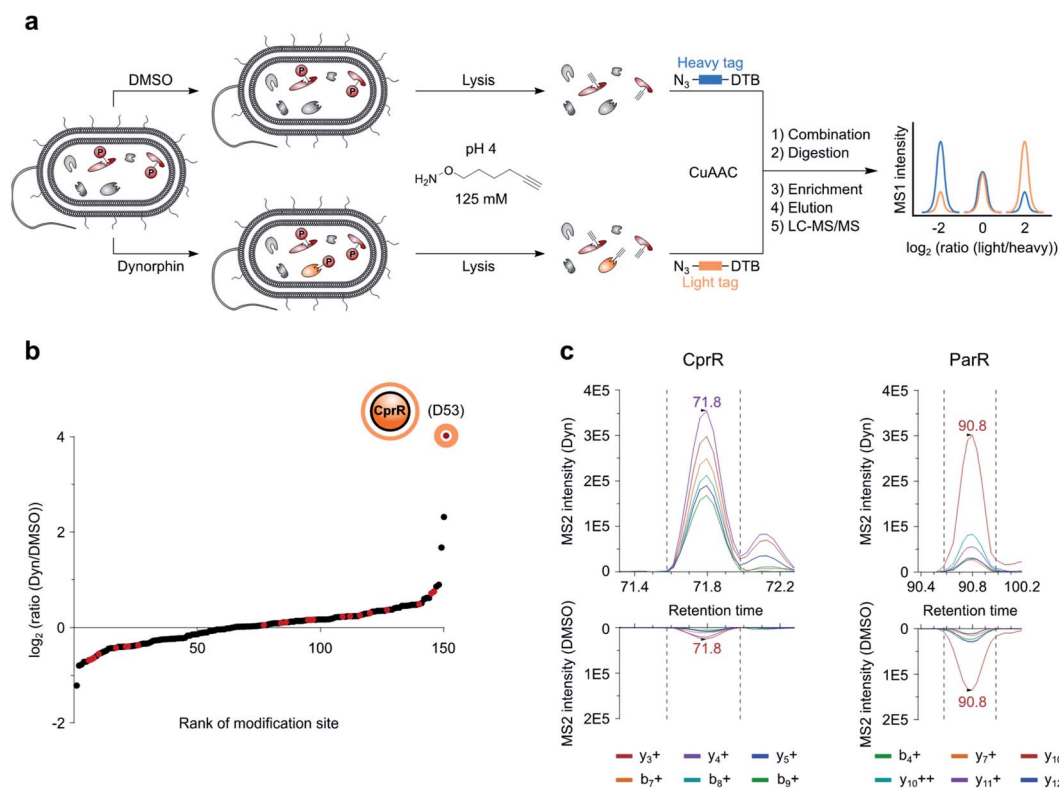 a
DMSO
Lysis
Heavy tag
N3
DTB
P
P
P
P
P
P
P
pH 4
H2N
O
125 mM
CuAAC
1) Combination
2) Digestion
3) Enrichment
4) Elution
5) LC-MS/MS
MS1 intensity
-2 0 2
log2 (ratio (light/heavy))
Dynorphin
Lysis
N3
DTB
Light tag
b
CprR
(D53)
log2 (ratio (Dyn/DMSO))
4
2
0
-2
50 100 150
Rank of modification site
c
CprR
MS2 intensity (Dyn)
4E5
3E5
2E5
1E5
0
71.8
71.4 71.8 72.2
Retention time
MS2 intensity (DMSO)
0
1E5
2E5
71.8
y3+ y4+ y5+
b7+ b8+ b9+
ParR
MS2 intensity (Dyn)
4E5
3E5
2E5
1E5
0
90.8
90.4 90.8 100.2
Retention time
MS2 intensity (DMSO)
0
1E5
2E5
90.8
b4+ y7+ y10
y10++ y11+ y12